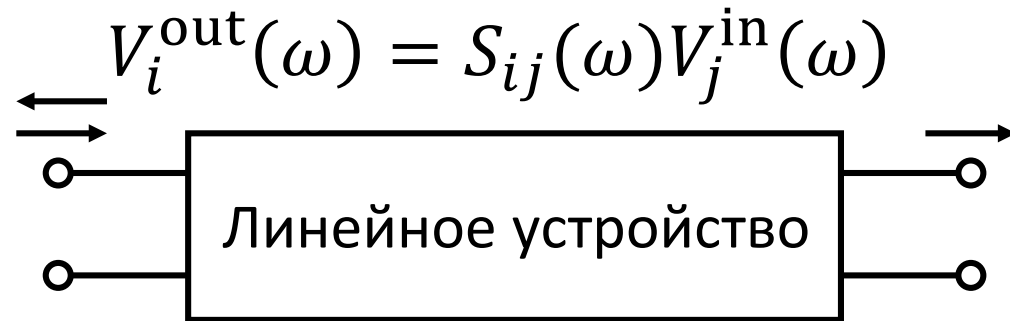 V_i^out(ω) = S_ij(ω)V_j^in(ω)
Линейное устройство